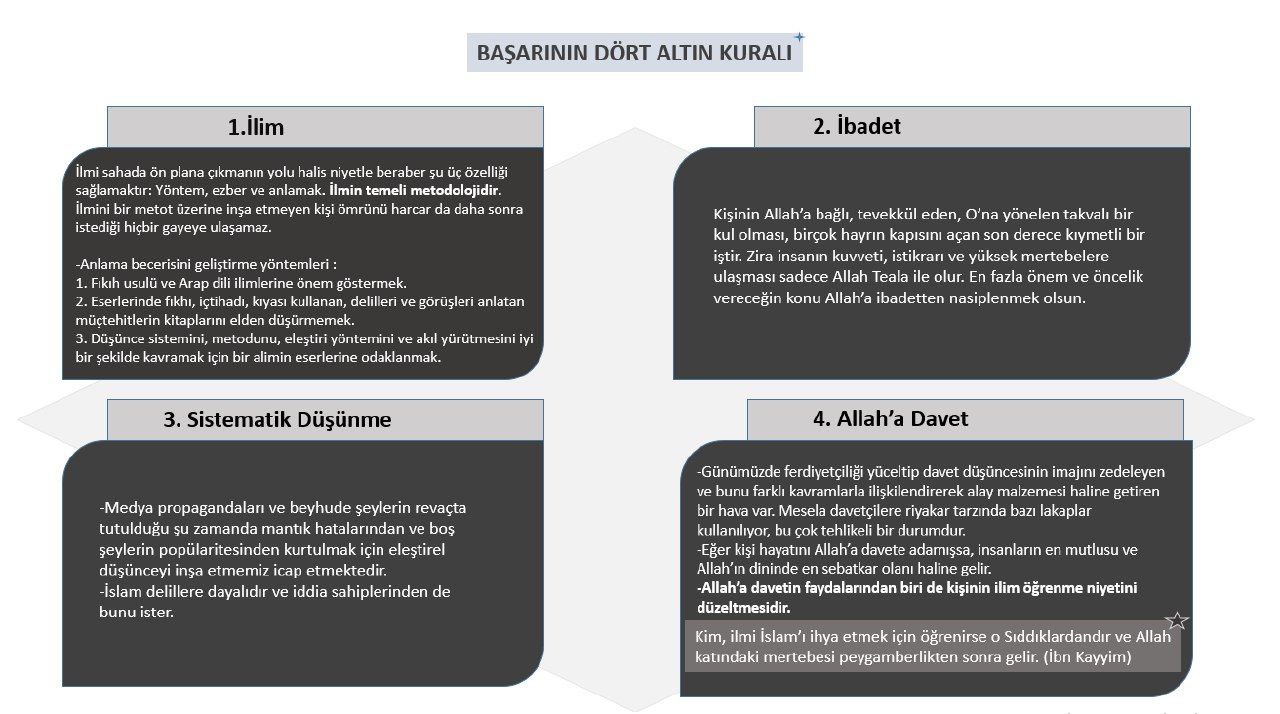 BAŞARININ DÖRT ALTIN KURALI
1.İlim
İlmi sahada ön plana çıkmanın yolu halis niyetle beraber şu üç özelliği
sağlamaktır: Yöntem, ezber ve anlamak. İlmin temeli metodolojidir.
İlmini bir metot üzerine inşa etmeyen kişi ömrünü harcar da daha sonra
istediği hiçbir gayeye ulaşamaz.
-Anlama becerisini geliştirme yöntemleri :
1. Fıkıh usulü ve Arap dili ilimlerine önem göstermek.
2. Eserlerinde fıkhı, içtihadı, kıyası kullanan, delilleri ve görüşleri anlatan
müçtehitlerin kitaplarını elden düşürmemek.
3. Düşünce sistemini, metodunu, eleştiri yöntemini ve akıl yürütmesini iyi
bir şekilde kavramak için bir alimin eserlerine odaklanmak.
2. İbadet
Kişinin Allah’a bağlı, tevekkül eden, O’na yönelen takvalı bir
kul olması, birçok hayrın kapısını açan son derece kıymetli bir
iştir. Zira insanın kuvveti, istikrarı ve yüksek mertebelere
ulaşması sadece Allah Teala ile olur. En fazla önem ve öncelik
vereceğin konu Allah’a ibadetten nasiplenmek olsun.
3. Sistematik Düşünme
-Medya propagandaları ve beyhude şeylerin revaçta
tutulduğu şu zamanda mantık hatalarından ve boş
şeylerin popülaritesinden kurtulmak için eleştirel
düşünceyi inşa etmemiz icap etmektedir.
-İslam delillere dayalıdır ve iddia sahiplerinden de
bunu ister.
4. Allah’a Davet
-Günümüzde ferdiyetçiliği yüceltip davet düşüncesinin imajını zedeleyen
ve bunu farklı kavramlarla ilişkilendirerek alay malzemesi haline getiren
bir hava var. Mesela davetçilere riyakar tarzında bazı lakaplar
kullanılıyor, bu çok tehlikeli bir durumdur.
-Eğer kişi hayatını Allah’a davete adamışsa, insanların en mutlusu ve
Allah’ın dininde en sebatkar olanı haline gelir.
-Allah’a davetin faydalarından biri de kişinin ilim öğrenme niyetini
düzeltmesidir.
Kim, ilmi İslam’ı ihya etmek için öğrenirse o Sıddıklardandır ve Allah
katındaki mertebesi peygamberlikten sonra gelir. (İbn Kayyim)